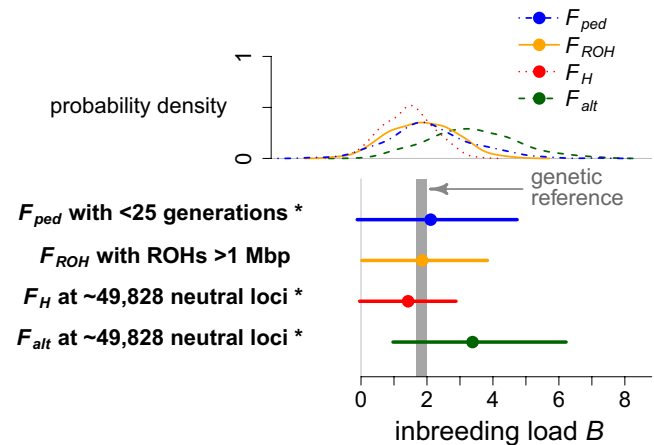 F_ped
F_ROH
F_H
F_alt
1
probability density
0
genetic
reference
F_ped with <25 generations *
F_ROH with ROHs >1 Mbp
F_H at ~49,828 neutral loci *
F_alt at ~49,828 neutral loci *
0 2 4 6 8
inbreeding load B